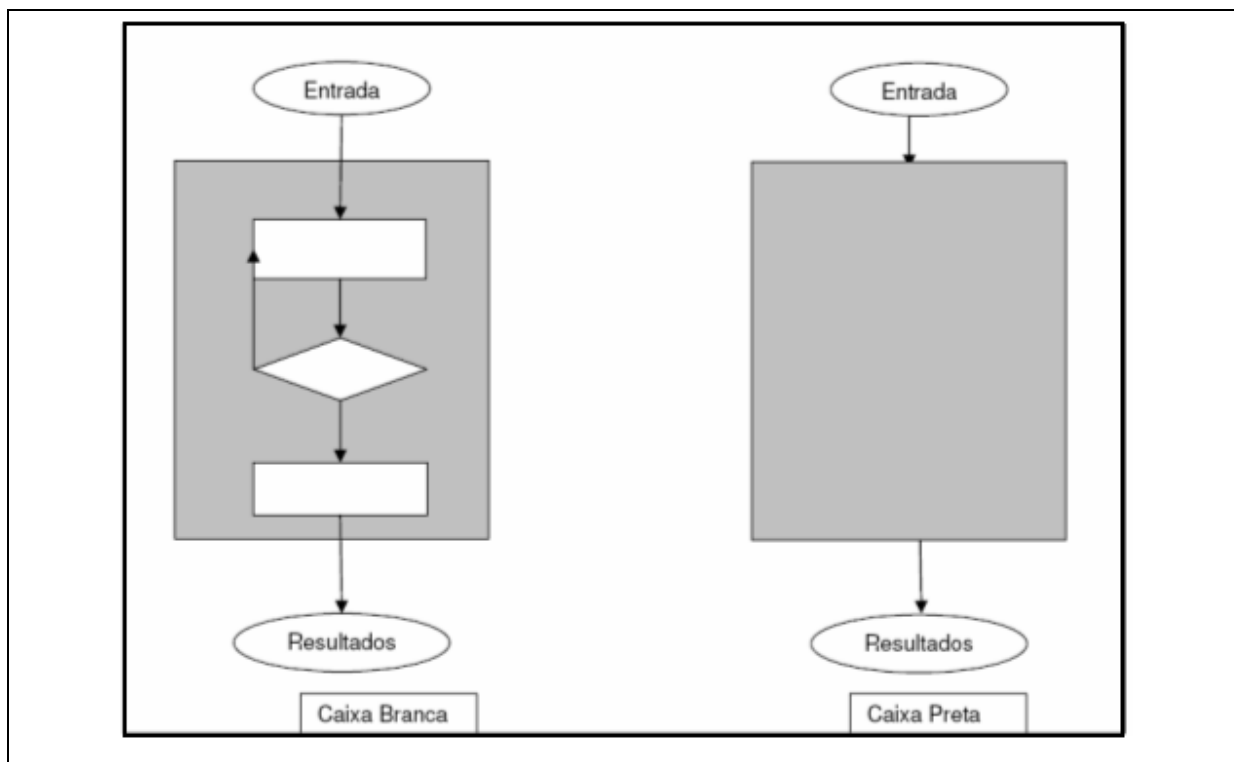 Entrada
Entrada
Resultados
Resultados
Caixa Branca
Caixa Preta